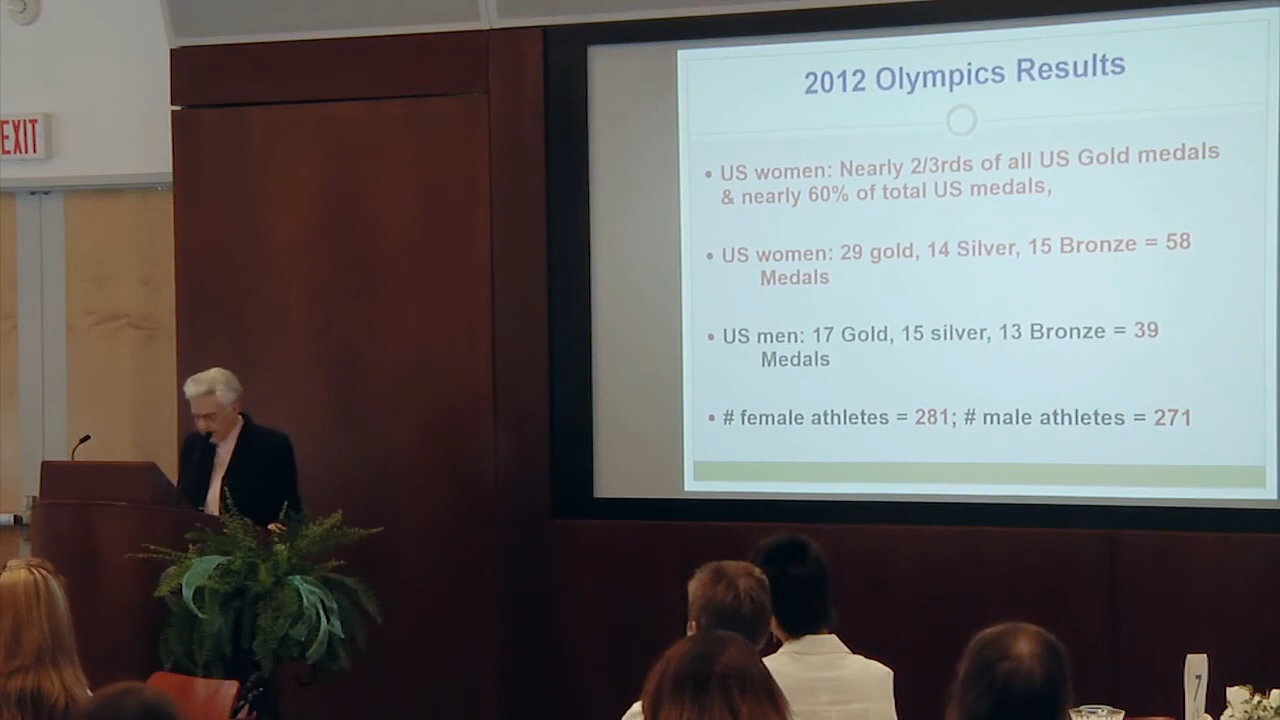 EXIT
2012 Olympics Results
• US women: Nearly 2/3rds of all US Gold medals
& nearly 60% of total US medals,
• US women: 29 gold, 14 Silver, 15 Bronze = 58
Medals
• US men: 17 Gold, 15 silver, 13 Bronze = 39
Medals
• # female athletes = 281; # male athletes = 271
7